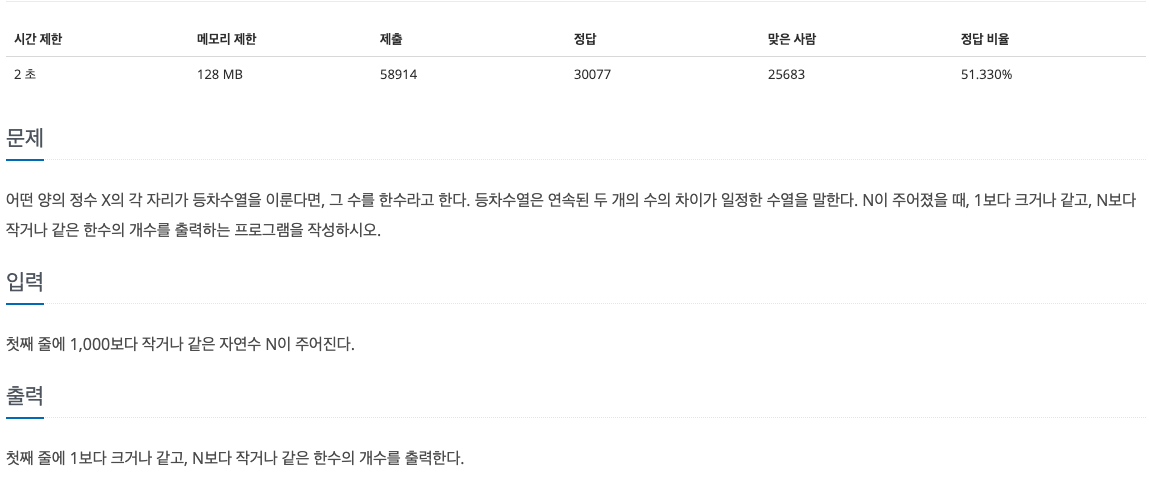 시간 제한 메모리 제한 제출 정답 맞은 사람 정답 비율
2 초 128 MB 58914 30077 25683 51.330%
문제
어떤 양의 정수 X의 각 자리가 등차수열을 이룬다면, 그 수를 한수라고 한다. 등차수열은 연속된 두 개의 수의 차이가 일정한 수열을 말한다. N이 주어졌을 때, 1보다 크거나 같고, N보다
작거나 같은 한수의 개수를 출력하는 프로그램을 작성하시오.
입력
첫째 줄에 1,000보다 작거나 같은 자연수 N이 주어진다.
출력
첫째 줄에 1보다 크거나 같고, N보다 작거나 같은 한수의 개수를 출력한다.